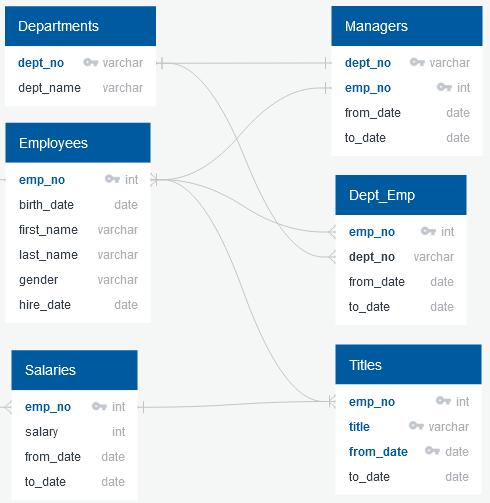 Departments
dept_no varchar
dept_name varchar
Employees
emp_no int
birth_date date
first_name varchar
last_name varchar
gender varchar
hire_date date
Salaries
emp_no int
salary int
from_date date
to_date date
Managers
dept_no varchar
emp_no int
from_date date
to_date date
Dept_Emp
emp_no int
dept_no varchar
from_date date
to_date date
Titles
emp_no int
title varchar
from_date date
to_date date